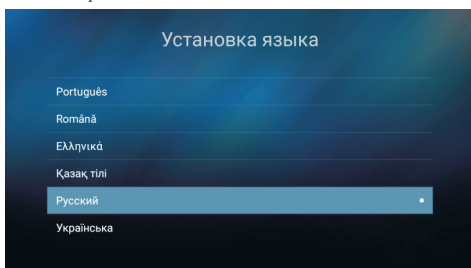 Установка языка
Português
Română
Ελληνικά
Қазақ тілі
Русский
Українська